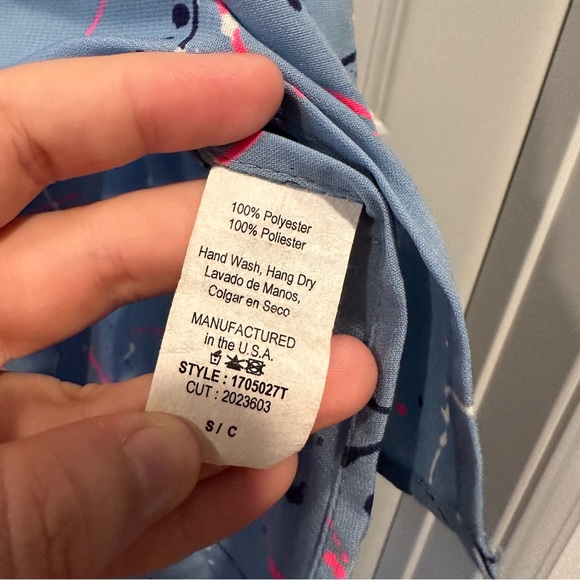 100% Polyester
100% Poliester
Hand Wash, Hang Dry
Lavado de Manos,
Colgar en Seco
MANUFACTURED
in the U.S.A.
STYLE : 1705027T
CUT : 2023603
S / C